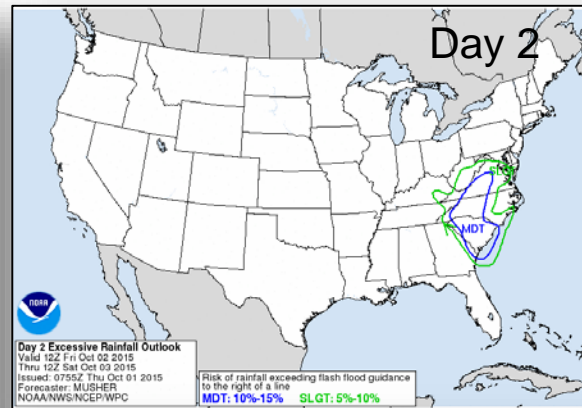 Day 2
SLGT
MDT
NOAA
Day 2 Excessive Rainfall Outlook
Valid 12Z Fri Oct 02 2015
Thru 12Z Sat Oct 03 2015
Issued: 0755Z Thu Oct 01 2015
Forecaster: MUSHER
NOAA/NWS/NCEP/WPC
Risk of rainfall exceeding flash flood guidance
to the right of a line
MDT: 10%-15% SLGT: 5%-10%